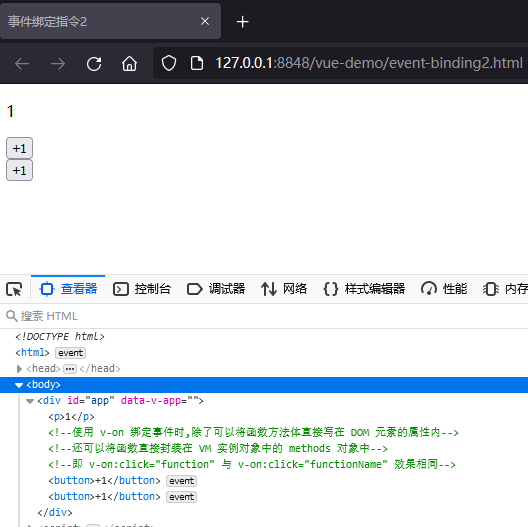 事件绑定指令2
127.0.0.1:8848/vue-demo/event-binding2.html
1
+1
+1
查看器 控制台 调试器 网络 样式编辑器 性能 内存
搜索 HTML
<!DOCTYPE html>
<html> event
<head> ••• </head>
<body>
<div id="app" data-v-app="">
<p>1</p>
<!--使用 v-on 绑定事件时,除了可以将函数方法体直接写在 DOM 元素的属性内-->
<!--还可以将函数直接封装在 VM 实例对象中的 methods 对象中-->
<!--即 v-on:click="function" 与 v-on:click="functionName" 效果相同-->
<button>+1</button> event
<button>+1</button> event
</div>